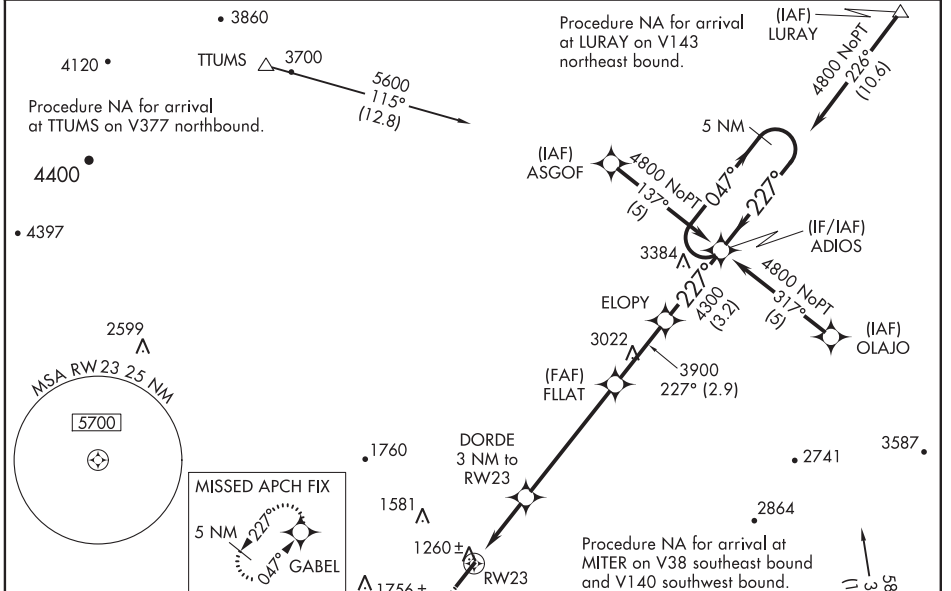 3860
(IAF)
LURAY
Procedure NA for arrival
at LURAY on V143
northeast bound.
4800 NoPT
226°
(10.6)
TTUMS
3700
4120
5600
115°
(12.8)
Procedure NA for arrival
at TTUMS on V377 northbound.
4400
4397
5 NM
(IAF)
ASGOF
4800 NoPT
137°
(5)
047°
227°
(IF/IAF)
ADIOS
3384
4800 NoPT
317°
(5)
(IAF)
OLAJO
227°
4300
(3.2)
ELOPY
3022
3900
227° (2.9)
(FAF)
FLLAT
2599
MSA RW23 25 NM
5700
DORDE
3 NM to
RW23
1760
2741
3587
2864
MISSED APCH FIX
5 NM
227°
047°
GABEL
1581
1260 ±
RW23
1756 ±
Procedure NA for arrival at
MITER on V38 southeast bound
and V140 southwest bound.
58
3
(1